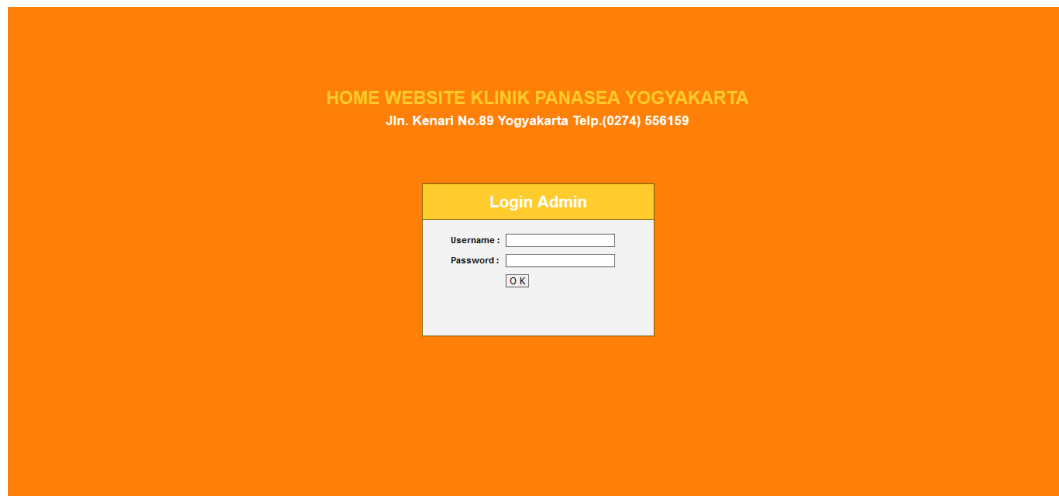 HOME WEBSITE KLINIK PANASEA YOGYAKARTA
Jln. Kenari No.89 Yogyakarta Telp.(0274) 556159
Login Admin
Username :
Password :
O K